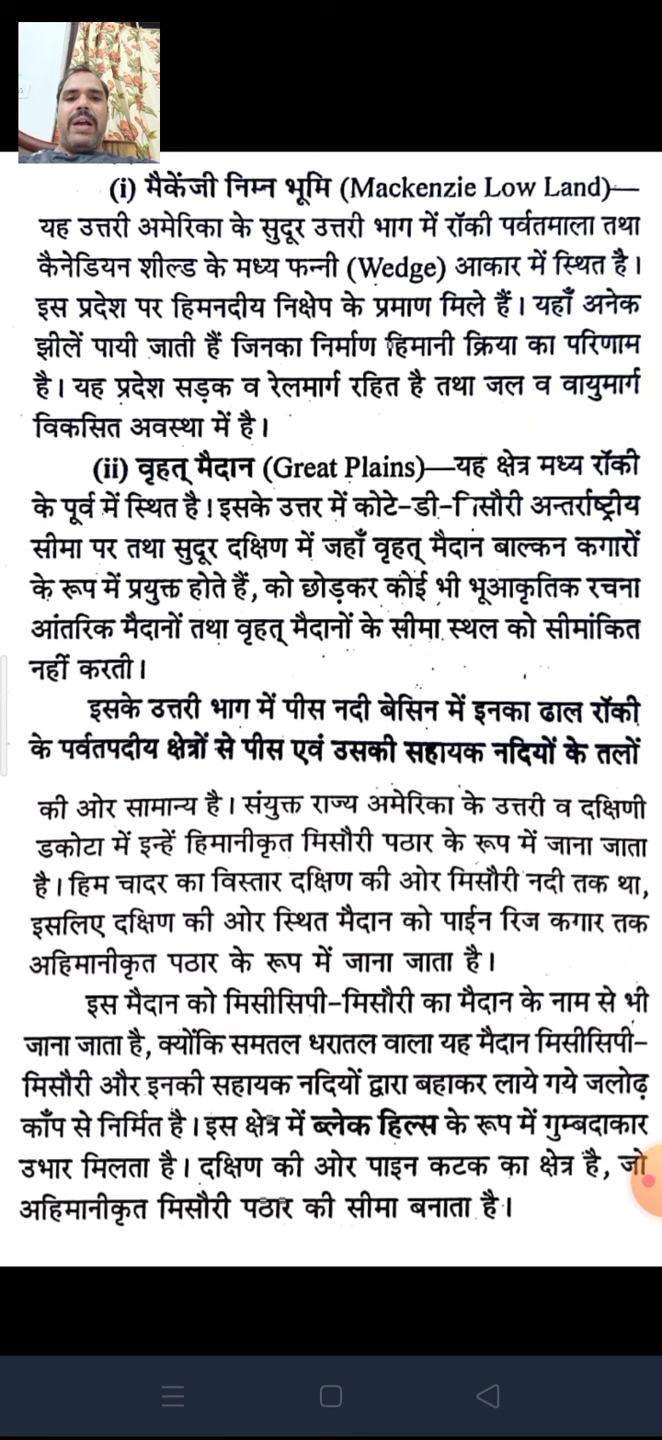 (i) मैकेंजी निम्न भूमि (Mackenzie Low Land)—
यह उत्तरी अमेरिका के सुदूर उत्तरी भाग में रॉकी पर्वतमाला तथा
कैनेडियन शील्ड के मध्य फन्नी (Wedge) आकार में स्थित है।
इस प्रदेश पर हिमनदीय निक्षेप के प्रमाण मिले हैं। यहाँ अनेक
झीलें पायी जाती हैं जिनका निर्माण हिमानी क्रिया का परिणाम
है। यह प्रदेश सड़क व रेलमार्ग रहित है तथा जल व वायुमार्ग
विकसित अवस्था में है।
(ii) वृहत् मैदान (Great Plains)—यह क्षेत्र मध्य रॉकी
के पूर्व में स्थित है। इसके उत्तर में कोटे-डी- अन्तर्राष्ट्रीय
सीमा पर तथा सुदूर दक्षिण में जहाँ वृहत् मैदान बाल्कन कगारों
के रूप में प्रयुक्त होते हैं, को छोड़कर कोई भी भूआकृतिक रचना
आंतरिक मैदानों तथा वृहत् मैदानों के सीमा स्थल को सीमांकित
नहीं करती।
इसके उत्तरी भाग में पीस नदी बेसिन में इनका ढाल रॉकी
के पर्वतपदीय क्षेत्रों से पीस एवं उसकी सहायक नदियों के तलों
की ओर सामान्य है। संयुक्त राज्य अमेरिका के उत्तरी व दक्षिणी
डकोटा में इन्हें हिमानीकृत मिसौरी पठार के रूप में जाना जाता
है। हिम चादर का विस्तार दक्षिण की ओर मिसौरी नदी तक था,
इसलिए दक्षिण की ओर स्थित मैदान को पाईन रिज कगार तक
अहिमानीकृत पठार के रूप में जाना जाता है।
इस मैदान को मिसीसिपी-मिसौरी का मैदान के नाम से भी
जाना जाता है, क्योंकि समतल धरातल वाला यह मैदान मिसीसिपी-
मिसौरी और इनकी सहायक नदियों द्वारा बहाकर लाये गये जलोढ़
काँप से निर्मित है। इस क्षेत्र में ब्लेक हिल्स के रूप में गुम्बदाकार
उभार मिलता है। दक्षिण की ओर पाइन कटक का क्षेत्र है, जो
अहिमानीकृत मिसौरी पठार की सीमा बनाता है।